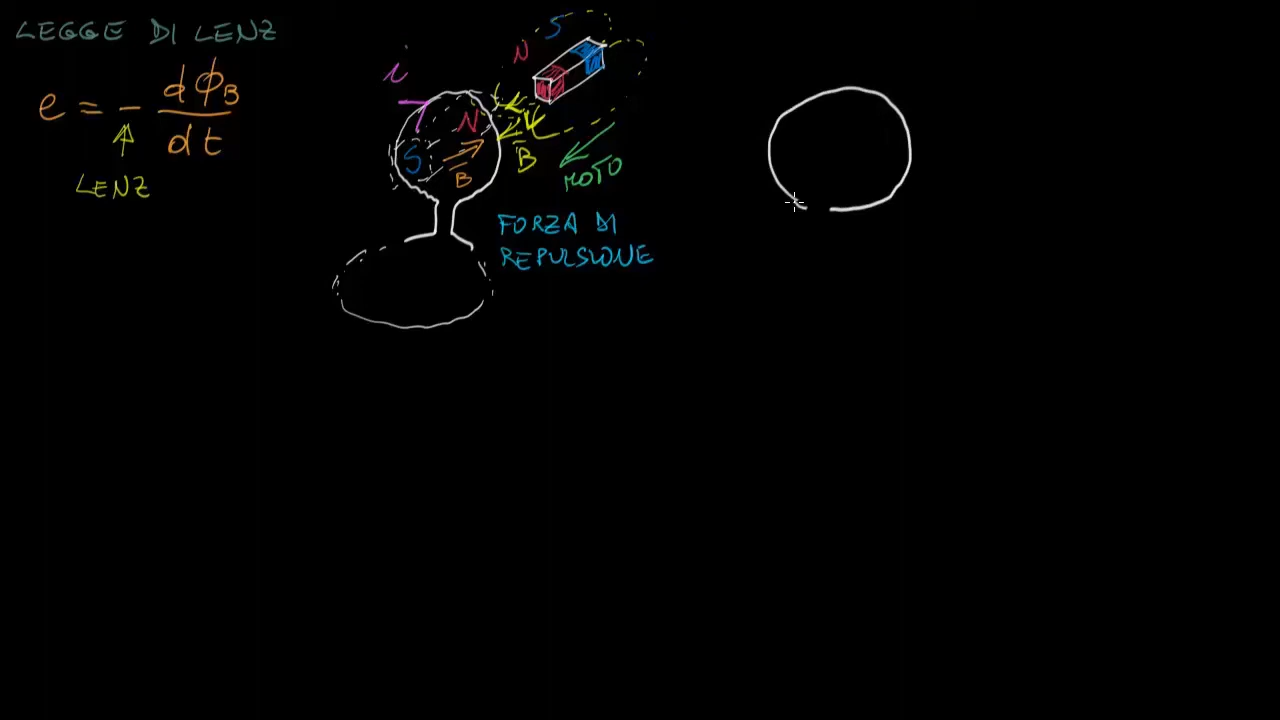 LEGGE DI LENZ
e = - dϕB / dt
↑
LENZ
i
N S
N
S
B
B
MOTO
FORZA DI
REPULSIONE